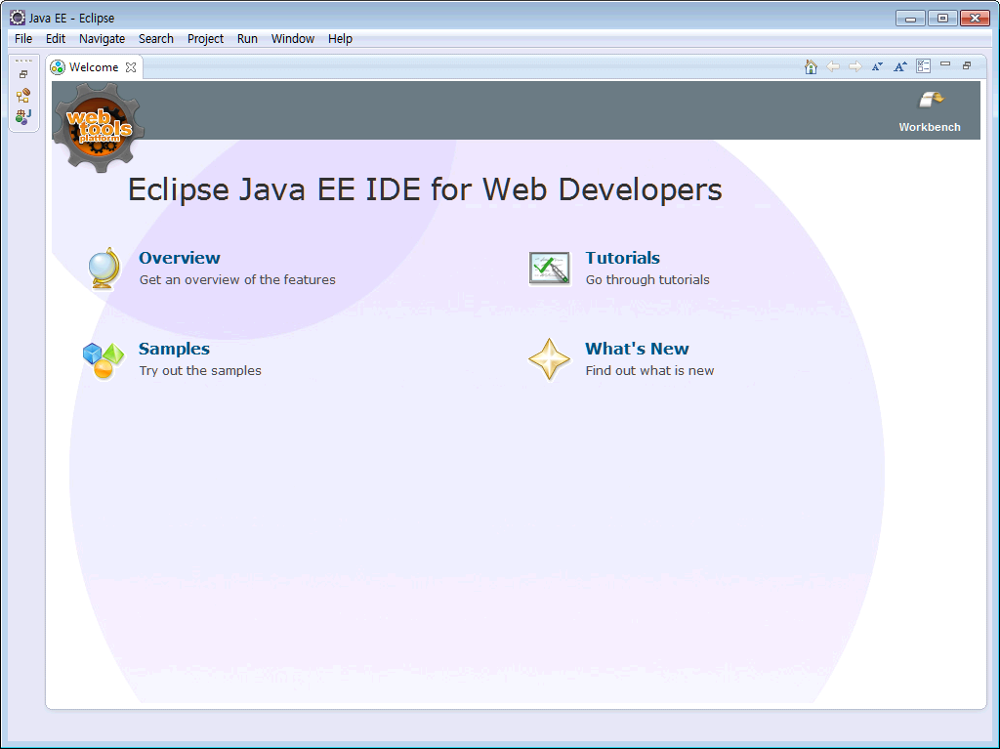 Java EE - Eclipse
File Edit Navigate Search Project Run Window Help
Welcome
web
tools
platform
Workbench
Eclipse Java EE IDE for Web Developers
Overview
Get an overview of the features
Tutorials
Go through tutorials
Samples
Try out the samples
What's New
Find out what is new